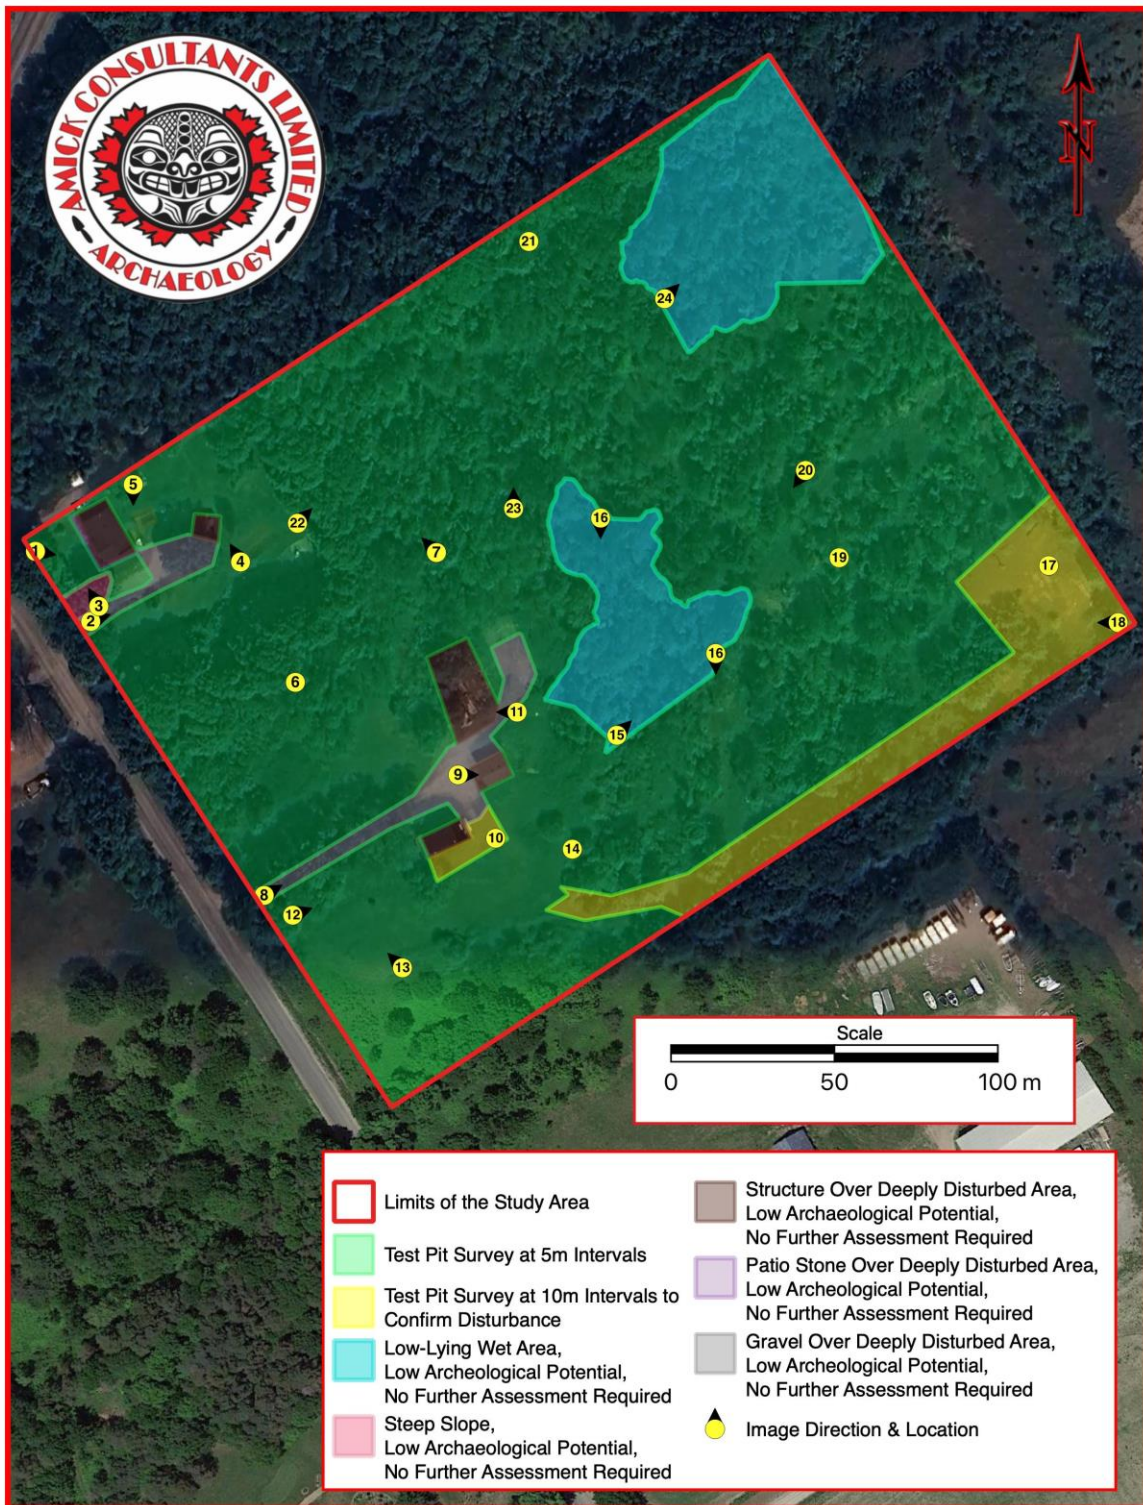 AMICK CONSULTANTS LIMITED
ARCHAEOLOGY
N
21
24
5
20
23
16
22
1
7
4
19
17
3
2
18
16
6
11
15
9
10
14
8
12
13
Scale
0 50 100 m
Limits of the Study Area
Test Pit Survey at 5m Intervals
Test Pit Survey at 10m Intervals to
Confirm Disturbance
Low-Lying Wet Area,
Low Archeological Potential,
No Further Assessment Required
Steep Slope,
Low Archaeological Potential,
No Further Assessment Required
Structure Over Deeply Disturbed Area,
Low Archaeological Potential,
No Further Assessment Required
Patio Stone Over Deeply Disturbed Area,
Low Archeological Potential,
No Further Assessment Required
Gravel Over Deeply Disturbed Area,
Low Archeological Potential,
No Further Assessment Required
Image Direction & Location